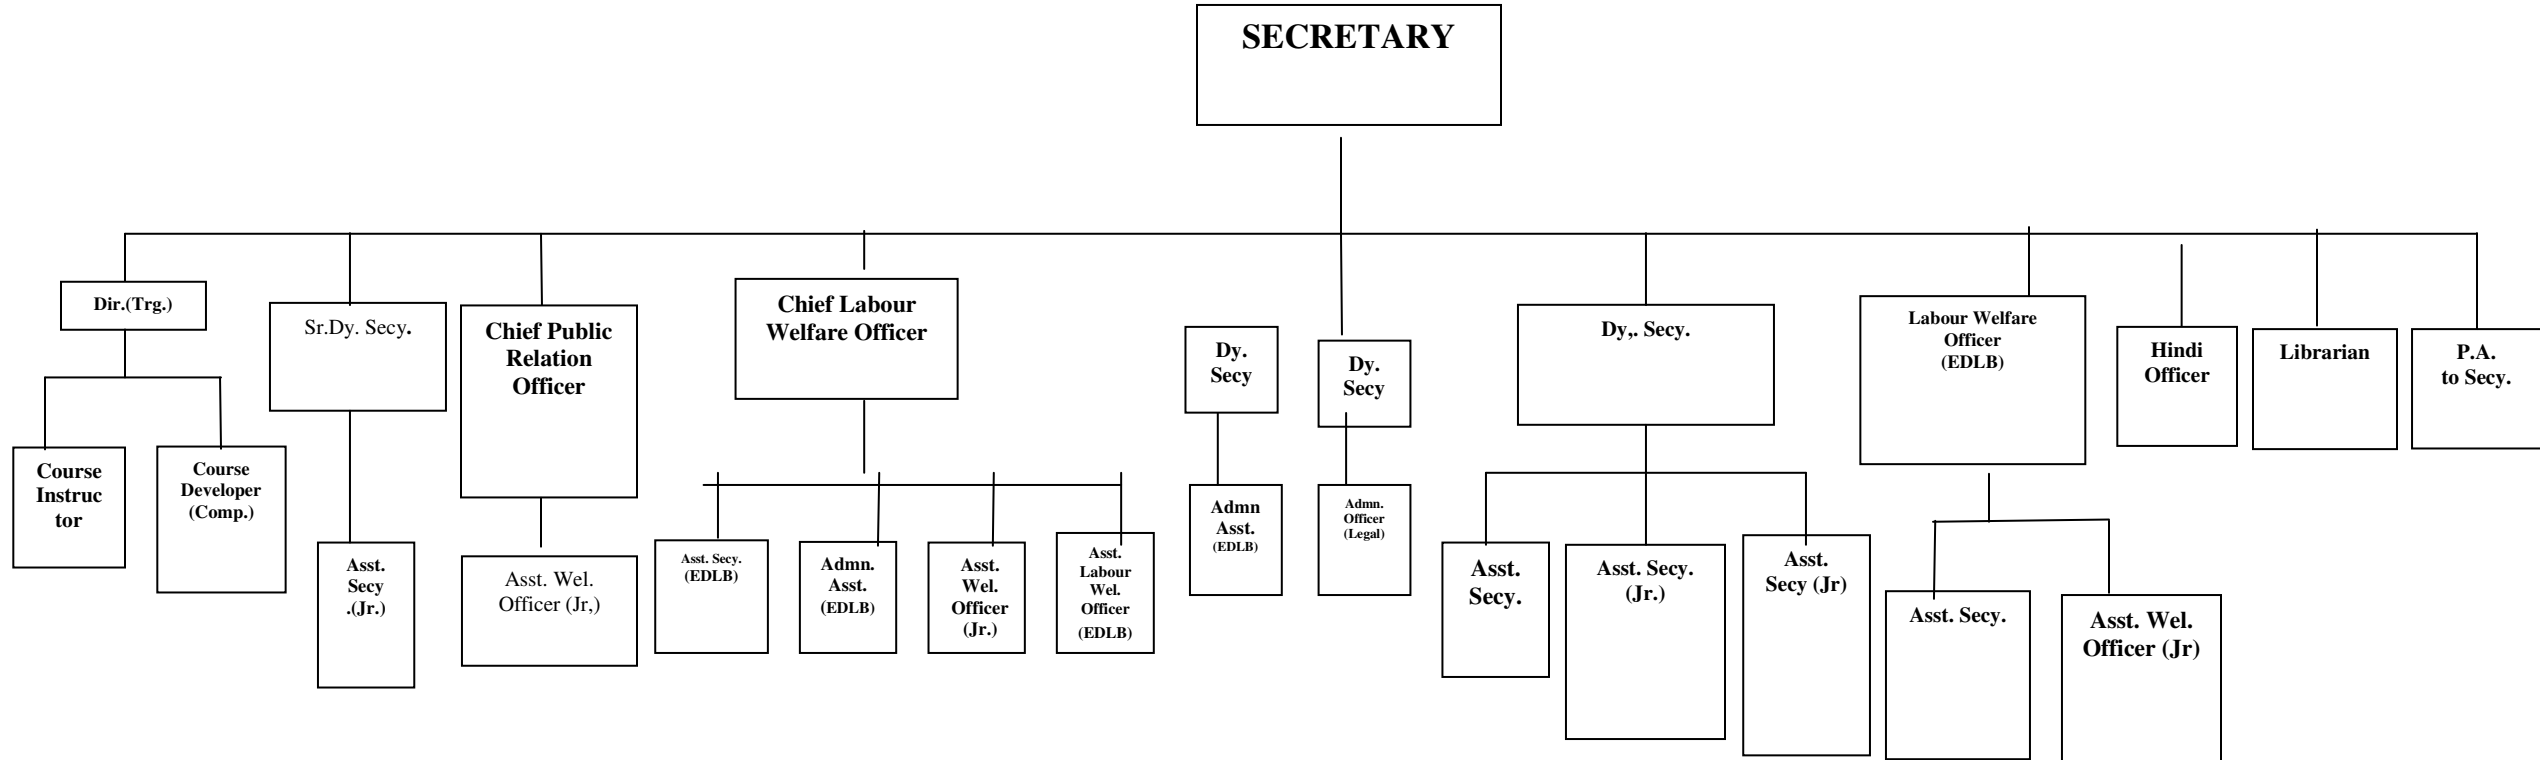 SECRETARY
Dir.(Trg.)
Sr.Dy. Secy.
Chief Public
Relation
Officer
Chief Labour
Welfare Officer
Dy.
Secy
Dy.
Secy
Dy,. Secy.
Labour Welfare
Officer
(EDLB)
Hindi
Officer
Librarian
P.A.
to Secy.
Course
Instruc
tor
Course
Developer
(Comp.)
Asst.
Secy
.(Jr.)
Asst. Wel.
Officer (Jr,)
Asst. Secy.
(EDLB)
Admn.
Asst.
(EDLB)
Asst.
Wel.
Officer
(Jr.)
Asst.
Labour
Wel.
Officer
(EDLB)
Admn
Asst.
(EDLB)
Admn.
Officer
(Legal)
Asst.
Secy.
Asst. Secy.
(Jr.)
Asst.
Secy (Jr)
Asst. Secy.
Asst. Wel.
Officer (Jr)